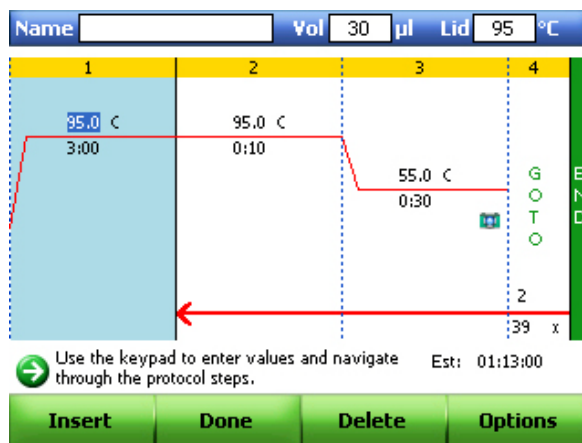 Name Vol 30 µl Lid 95 °C
1 2 3 4
95.0 C 95.0 C
3:00 0:10
55.0 C
0:30
GOTO
END
2
39 x
Use the keypad to enter values and navigate Est: 01:13:00
through the protocol steps.
Insert Done Delete Options